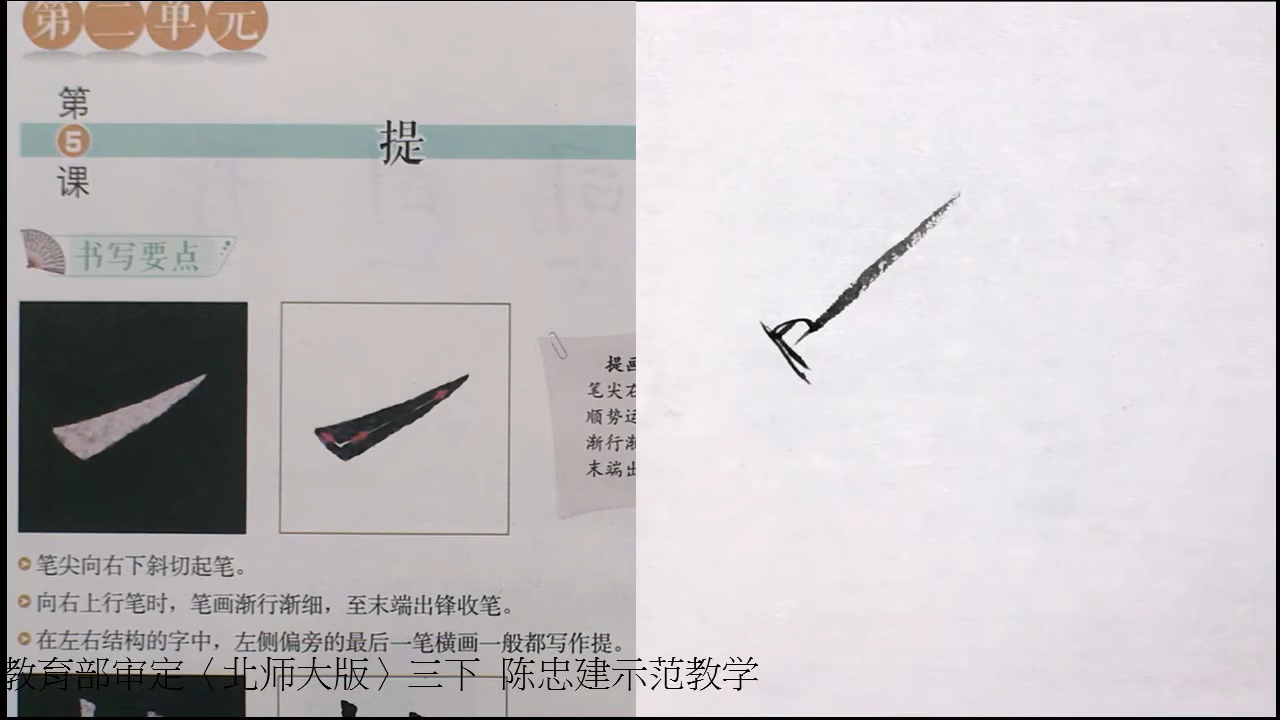 第二单元
第
5
课
提
书写要点
提画
笔尖右
顺势运
渐行渐
末端出
笔尖向右下斜切起笔。
向右上行笔时，笔画渐行渐细，至末端出锋收笔。
在左右结构的字中，左侧偏旁的最后一笔横画一般都写作提。
教育部审定〈北师大版〉三下 陈忠建示范教学